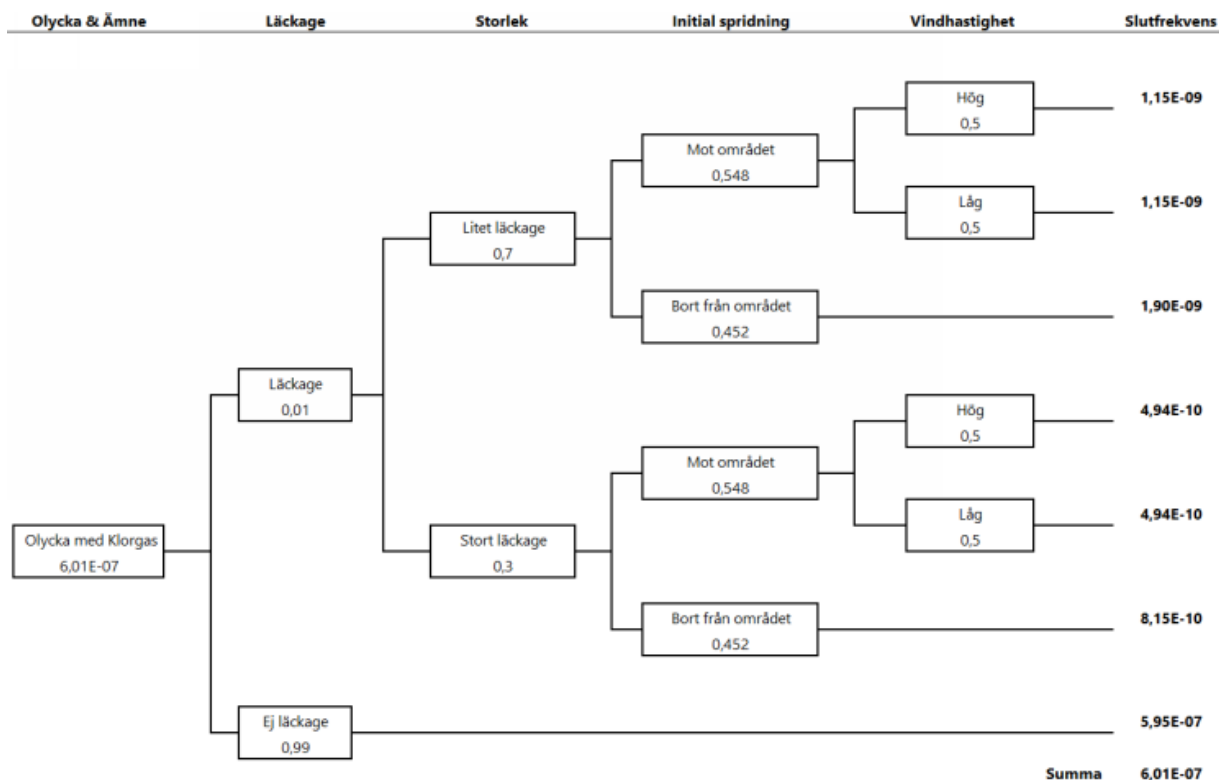 Olycka & Ämne Läckage Storlek Initial spridning Vindhastighet Slutfrekvens
Hög
0,5
1,15E-09
Mot området
0,548
Låg
0,5
1,15E-09
Litet läckage
0,7
Bort från området
0,452
1,90E-09
Läckage
0,01
Hög
0,5
4,94E-10
Mot området
0,548
Låg
0,5
4,94E-10
Olycka med Klorgas
6,01E-07
Stort läckage
0,3
Bort från området
0,452
8,15E-10
Ej läckage
0,99
5,95E-07
Summa 6,01E-07